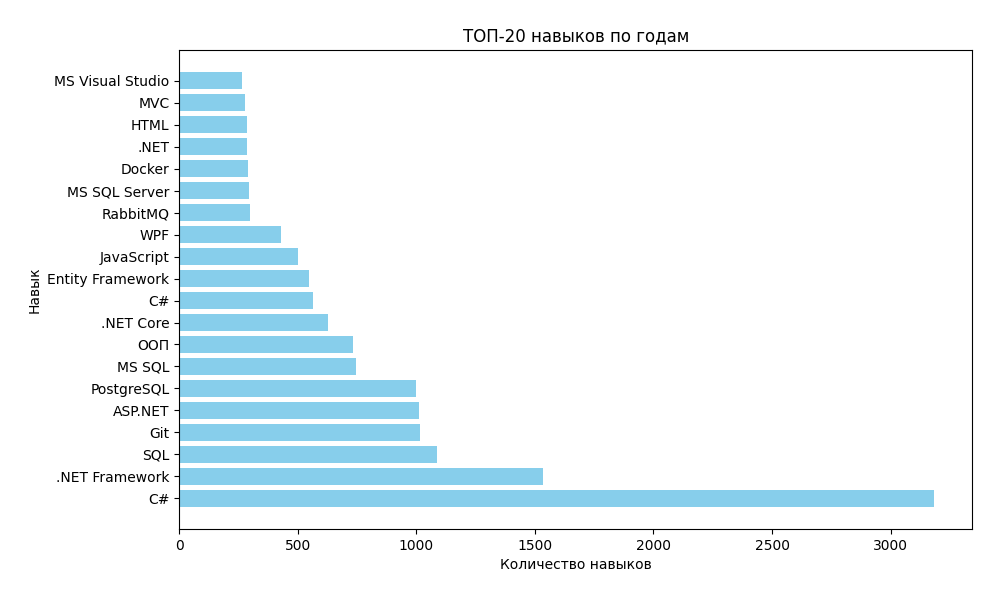 ТОП-20 навыков по годам
MS Visual Studio
MVC
HTML
.NET
Docker
MS SQL Server
RabbitMQ
WPF
JavaScript
Entity Framework
C#
.NET Core
ООП
MS SQL
PostgreSQL
ASP.NET
Git
SQL
.NET Framework
C#
Навык
0 500 1000 1500 2000 2500 3000
Количество навыков